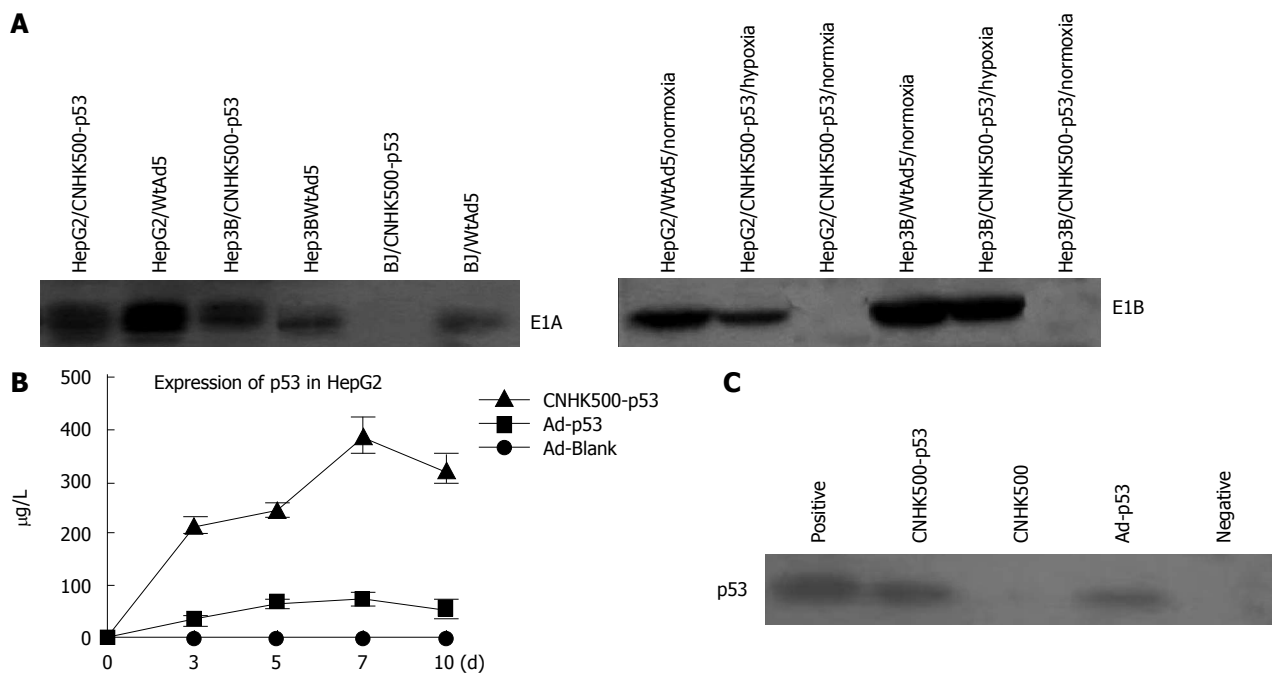 A
HepG2/CNHK500-p53
HepG2/WtAd5
Hep3B/CNHK500-p53
Hep3BWtAd5
BJ/CNHK500-p53
BJ/WtAd5
E1A
HepG2/WtAd5/normoxia
HepG2/CNHK500-p53/hypoxia
HepG2/CNHK500-p53/normoxia
Hep3B/WtAd5/normoxia
Hep3B/CNHK500-p53/hypoxia
Hep3B/CNHK500-p53/normoxia
E1B
B
Expression of p53 in HepG2
500
400
300
200
100
0
μg/L
0 3 5 7 10 (d)
CNHK500-p53
Ad-p53
Ad-Blank
C
Positive
CNHK500-p53
CNHK500
Ad-p53
Negative
p53